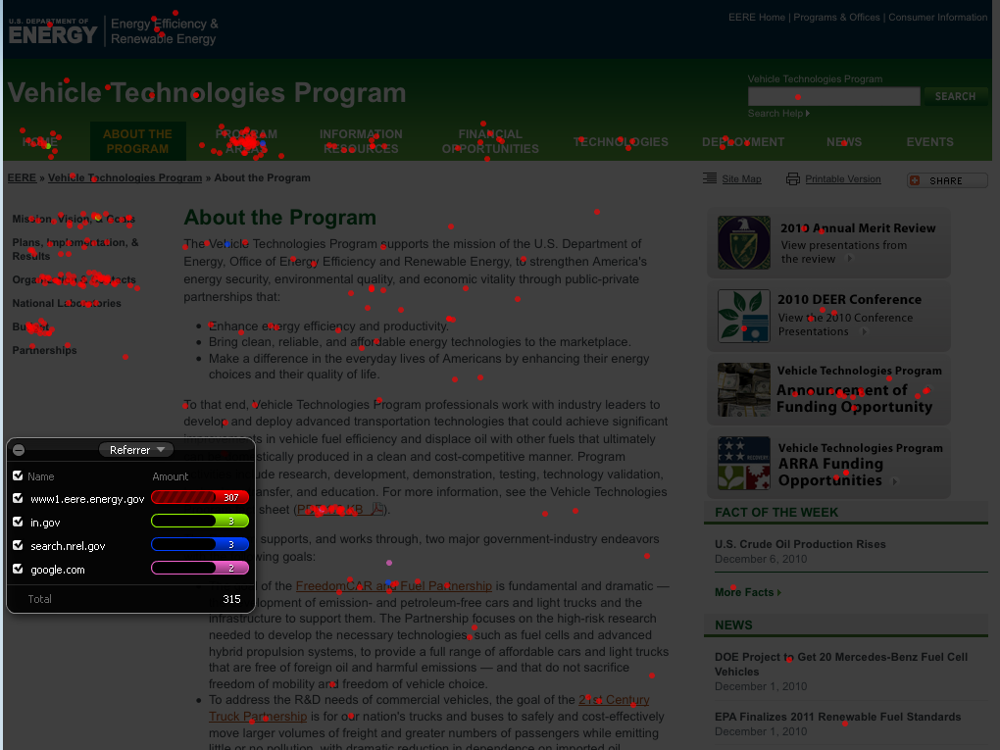 U.S. DEPARTMENT OF
ENERGY
Energy Efficiency &
Renewable Energy
EERE Home | Programs & Offices | Consumer Information
Vehicle Technologies Program
Vehicle Technologies Program
SEARCH
Search Help
HOME
ABOUT THE PROGRAM
PROGRAM AREAS
INFORMATION RESOURCES
FINANCIAL OPPORTUNITIES
TECHNOLOGIES
DEPLOYMENT
NEWS
EVENTS
EERE » Vehicle Technologies Program » About the Program
Site Map
Printable Version
SHARE
Mission, Vision, & Goals
Plans, Implementation, &
Results
Organization & Contacts
National Laboratories
Budget
Partnerships
About the Program
The Vehicle Technologies Program supports the mission of the U.S. Department of
Energy, Office of Energy Efficiency and Renewable Energy, to strengthen America's
energy security, environmental quality, and economic vitality through public-private
partnerships that:
Enhance energy efficiency and productivity.
Bring clean, reliable, and affordable energy technologies to the marketplace.
Make a difference in the everyday lives of Americans by enhancing their energy
choices and their quality of life.
To that end, Vehicle Technologies Program professionals work with industry leaders to
develop and deploy advanced transportation technologies that could achieve significant
improvements in vehicle fuel efficiency and displace oil with other fuels that ultimately
stically produced in a clean and cost-competitive manner. Program
ude research, development, demonstration, testing, technology validation,
nsfer, and education. For more information, see the Vehicle Technologies
sheet (PDF KB).
supports, and works through, two major government-industry endeavors
wing goals:
of the FreedomCAR and Fuel Partnership is fundamental and dramatic —
lopment of emission- and petroleum-free cars and light trucks and the
infrastructure to support them. The Partnership focuses on the high-risk research
needed to develop the necessary technologies, such as fuel cells and advanced
hybrid propulsion systems, to provide a full range of affordable cars and light trucks
that are free of foreign oil and harmful emissions — and that do not sacrifice
freedom of mobility and freedom of vehicle choice.
To address the R&D needs of commercial vehicles, the goal of the 21st Century
Truck Partnership is for our nation's trucks and buses to safely and cost-effectively
move larger volumes of freight and greater numbers of passengers while emitting
little or no pollution, with dramatic reduction in dependence on imported oil.
Referrer
Name Amount
www1.eere.energy.gov 307
in.gov 3
search.nrel.gov 3
google.com 2
Total 315
Annual Merit Review
View presentations from
the review
2010 DEER Conference
View the 2010 Conference
Presentations
Vehicle Technologies Program
Announcement of
Funding Opportunity
Vehicle Technologies Program
ARRA Funding
Opportunities
FACT OF THE WEEK
U.S. Crude Oil Production Rises
December 6, 2010
More Facts
NEWS
DOE Project to Get 20 Mercedes-Benz Fuel Cell
Vehicles
December 1, 2010
EPA Finalizes 2011 Renewable Fuel Standards
December 1, 2010